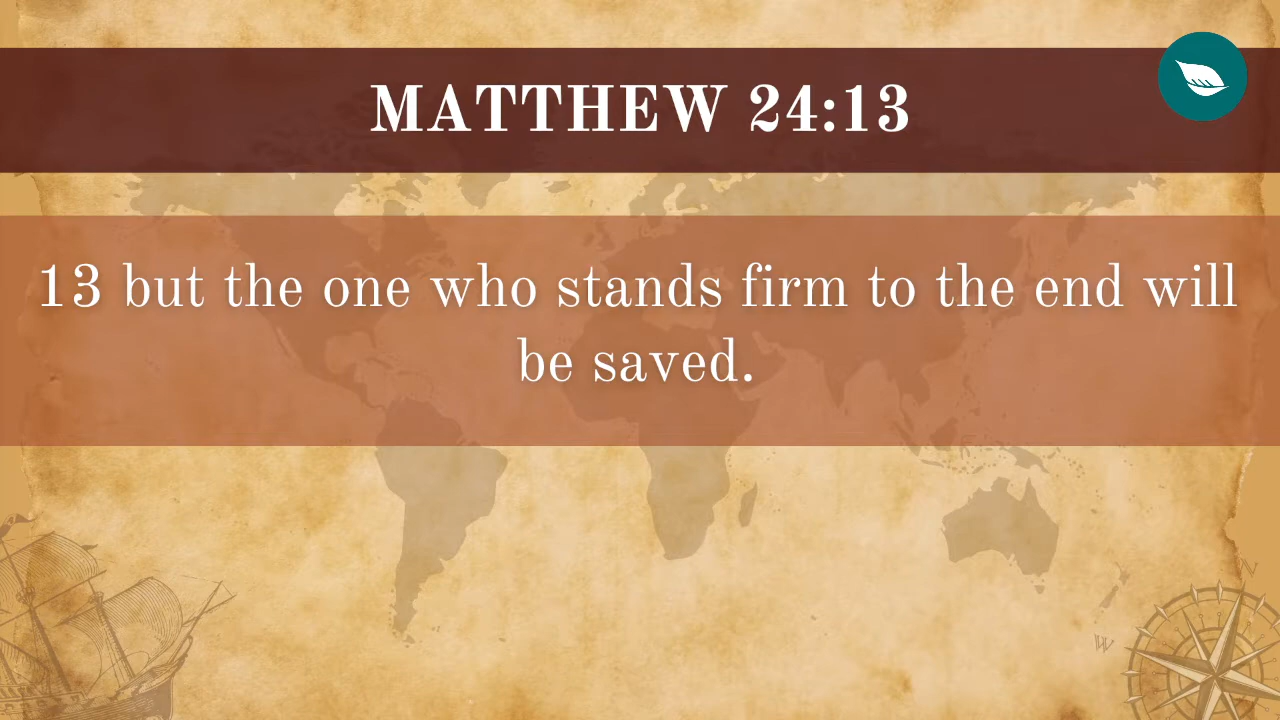 MATTHEW 24:13
13 but the one who stands firm to the end will
be saved.
N
W